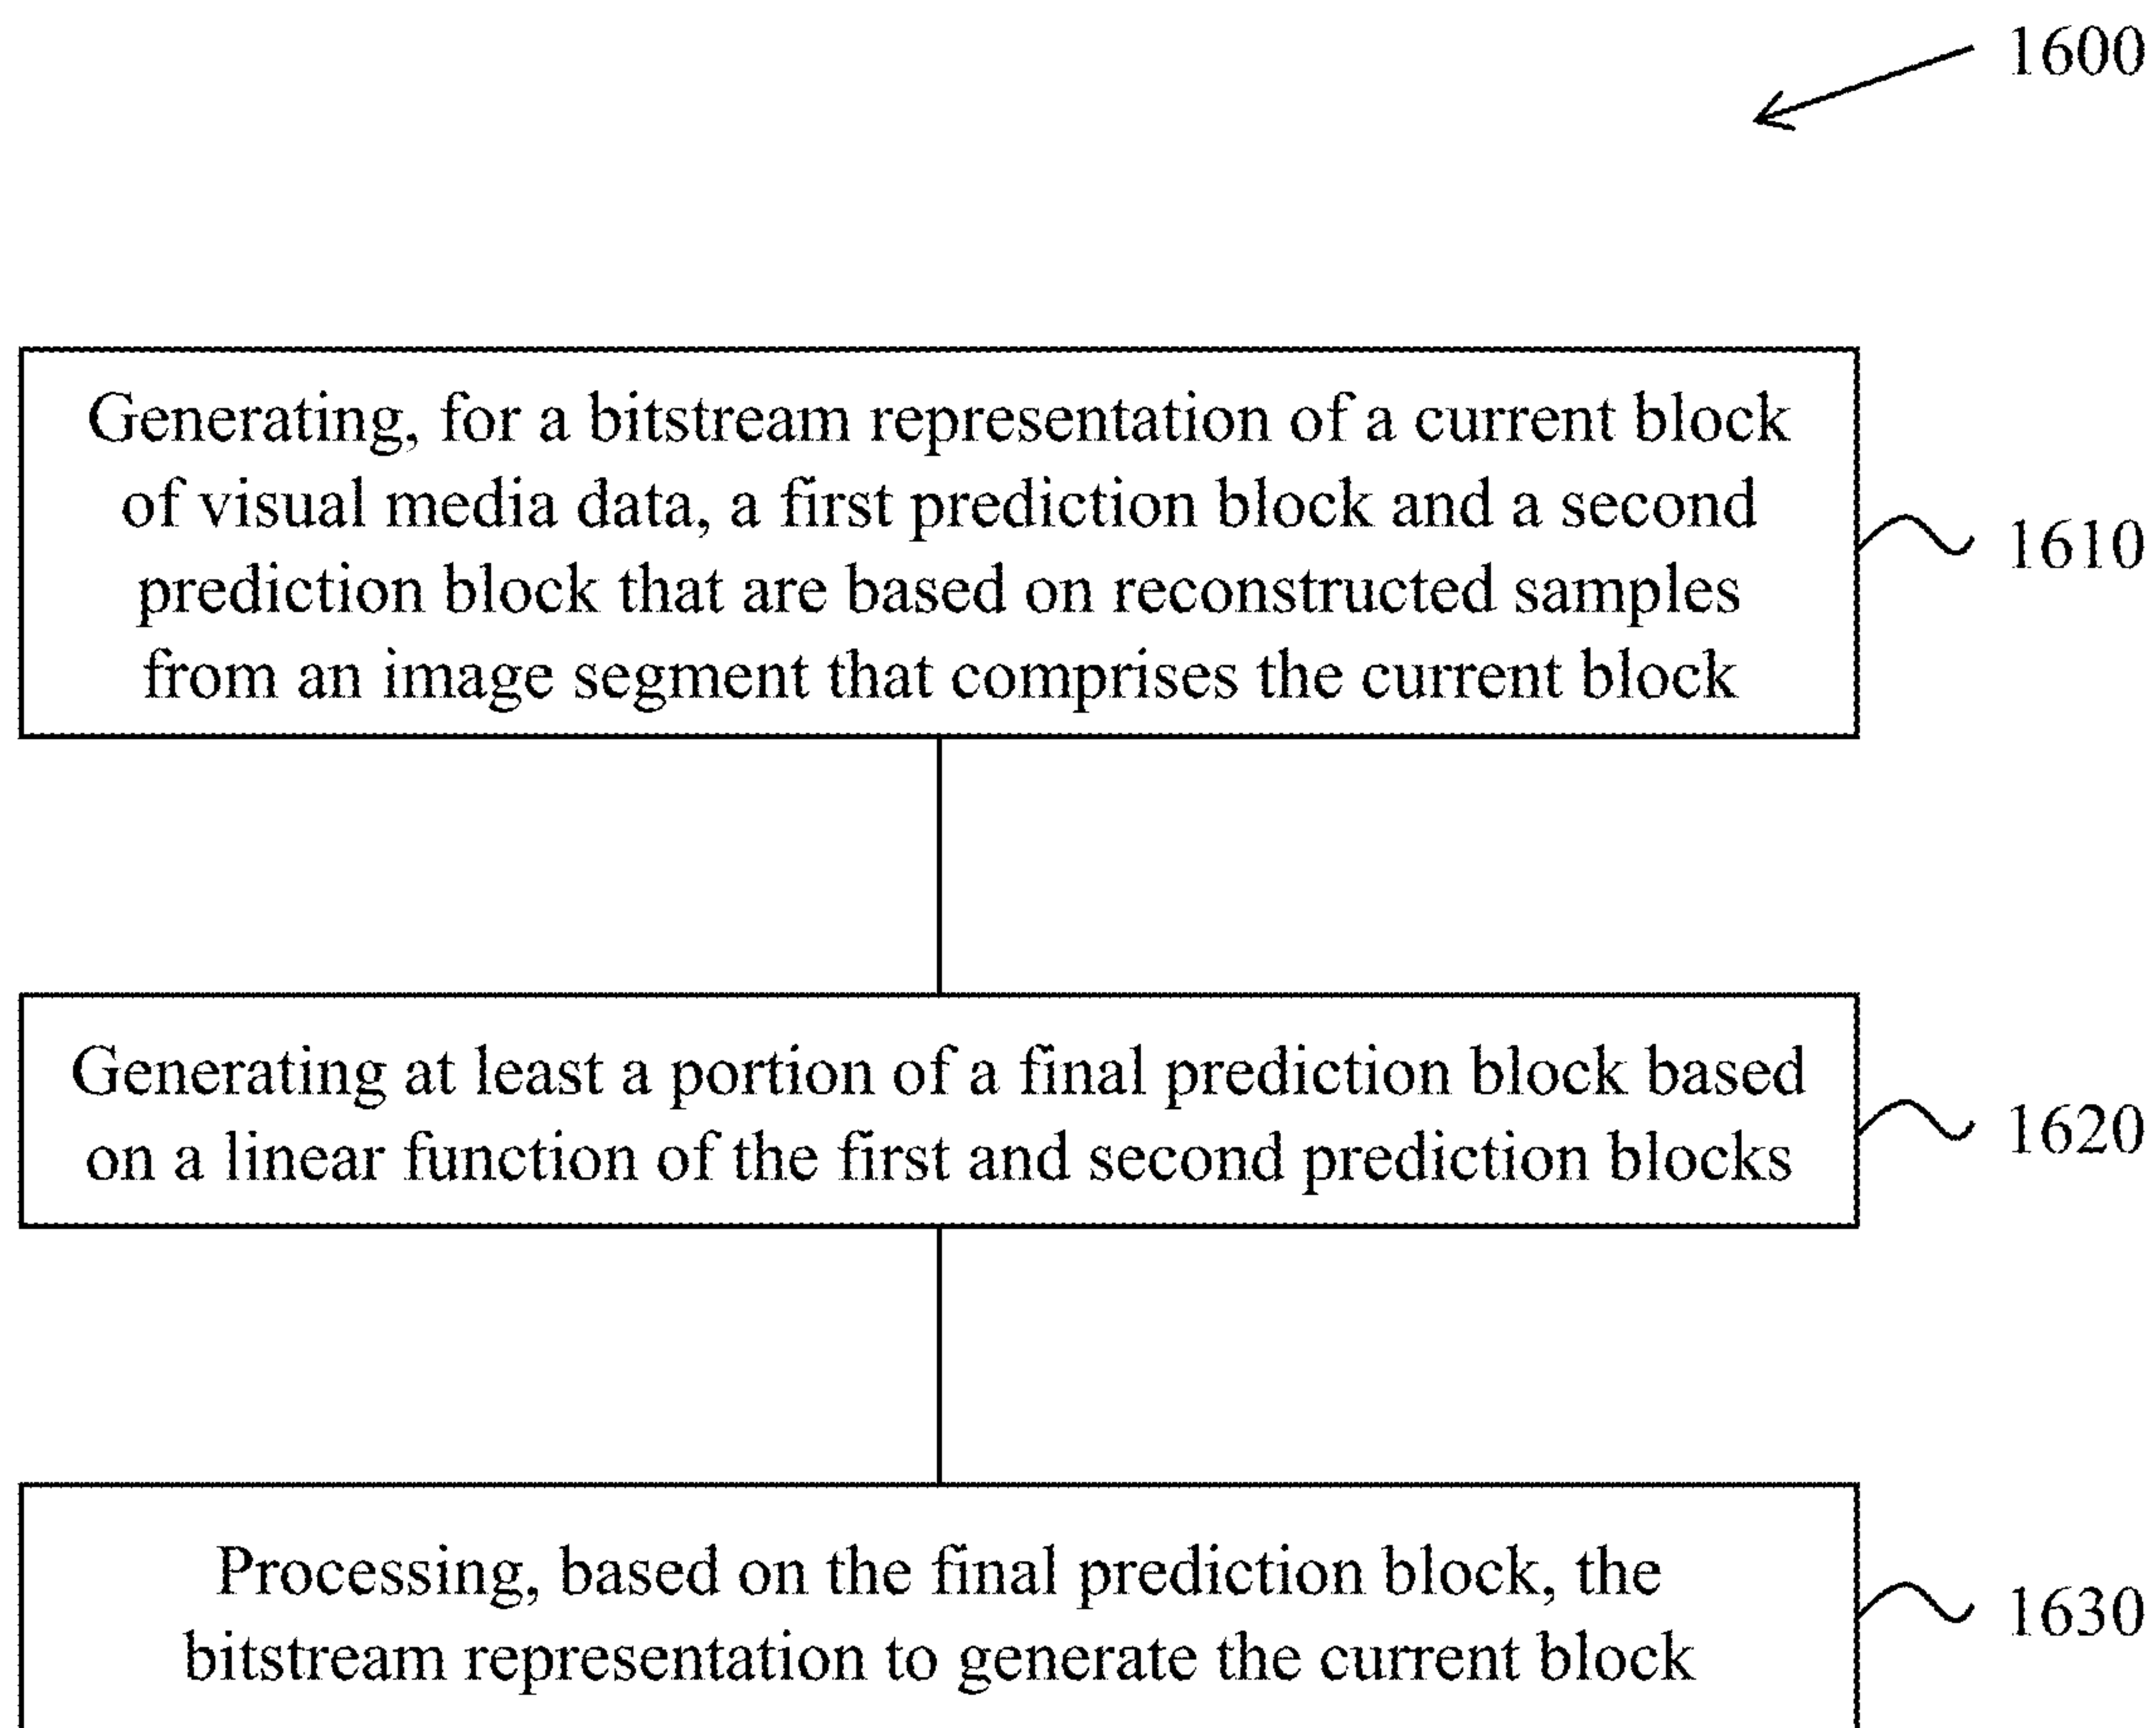 1600
Generating, for a bitstream representation of a current block
of visual media data, a first prediction block and a second
prediction block that are based on reconstructed samples
from an image segment that comprises the current block
1610
Generating at least a portion of a final prediction block based
on a linear function of the first and second prediction blocks
1620
Processing, based on the final prediction block, the
bitstream representation to generate the current block
1630